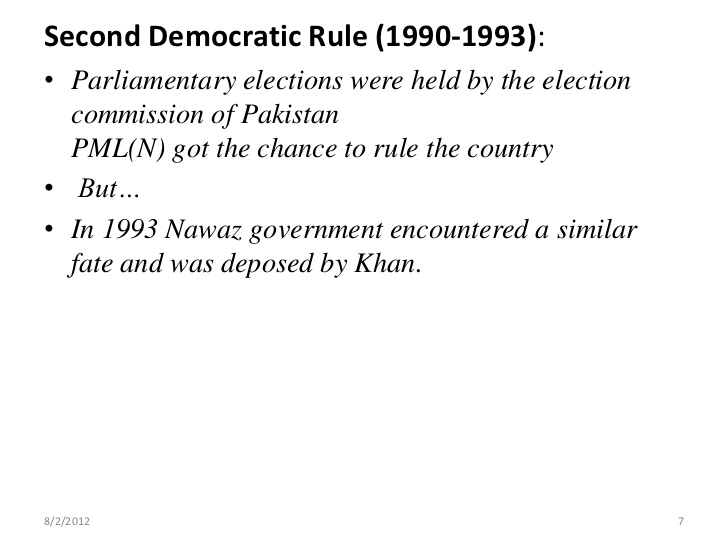 Second Democratic Rule (1990-1993):
• Parliamentary elections were held by the election
commission of Pakistan
PML(N) got the chance to rule the country
• But…
• In 1993 Nawaz government encountered a similar
fate and was deposed by Khan.
8/2/2012
7